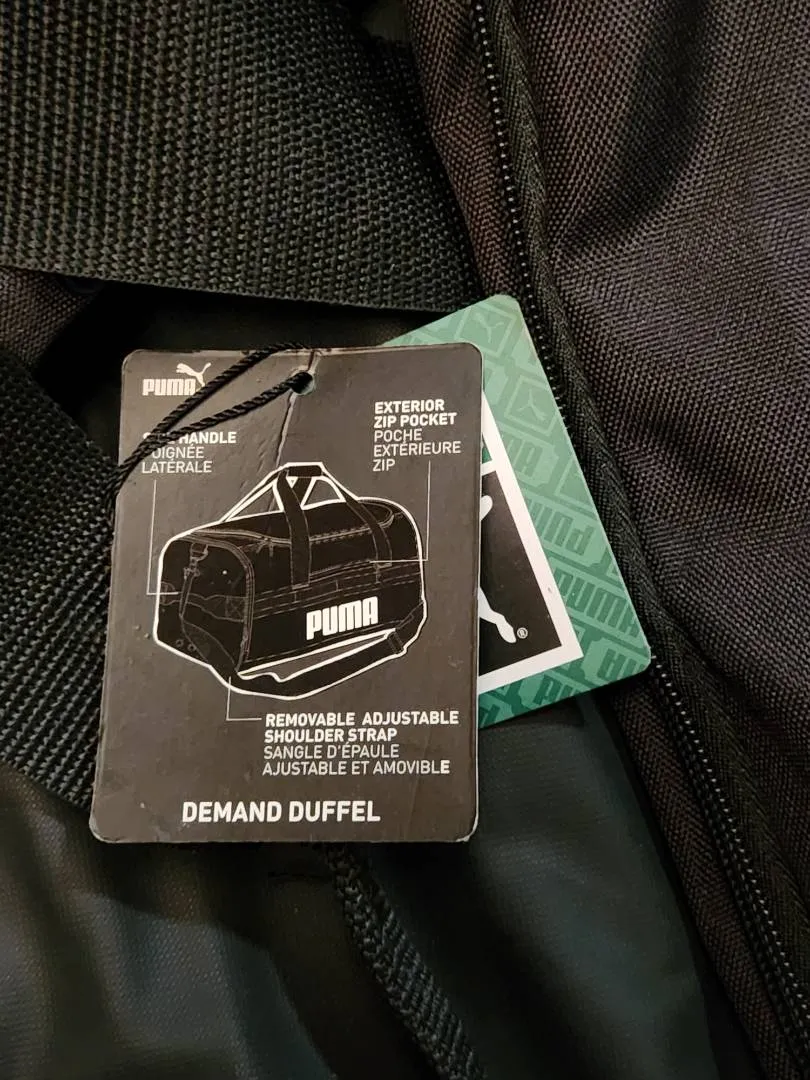 PUMA
HANDLE
LATÉRALE
EXTERIOR
ZIP POCKET
POCHE
EXTÉRIEURE
ZIP
PUMA
REMOVABLE ADJUSTABLE
SHOULDER STRAP
SANGLE D'ÉPAULE
AJUSTABLE ET AMOVIBLE
DEMAND DUFFEL
®
PUMA
PUMA